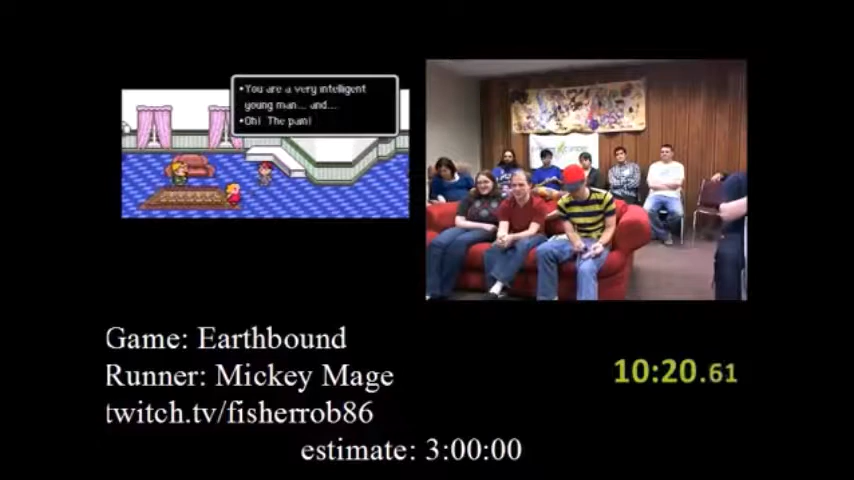 •You are a very intelligent
young man... and...
•Oh! The pain!
Game: Earthbound
Runner: Mickey Mage
twitch.tv/fisherrob86
estimate: 3:00:00
10:20.61